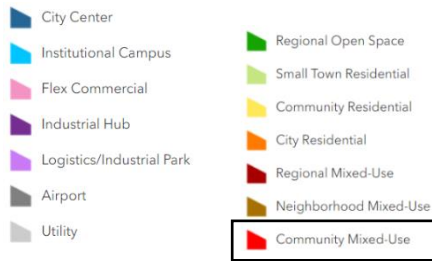 City Center
Institutional Campus
Flex Commercial
Industrial Hub
Logistics/Industrial Park
Airport
Utility
Regional Open Space
Small Town Residential
Community Residential
City Residential
Regional Mixed-Use
Neighborhood Mixed-Use
Community Mixed-Use